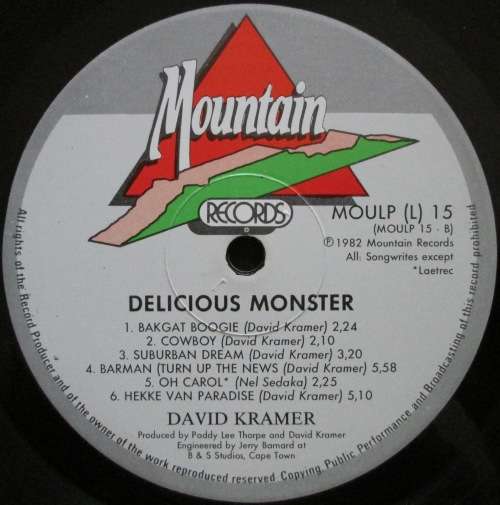 Mountain
RECORDS
MOULP (L) 15
(MOULP 15 - B)
℗1982 Mountain Records
All: Songwrites except
*Laetrec
DELICIOUS MONSTER
1. BAKGAT BOOGIE (David Kramer) 2,24
2. COWBOY (David Kramer) 2,10
3. SUBURBAN DREAM (David Kramer) 3,20
4. BARMAN (TURN UP THE NEWS (David Kramer) 5,58
5. OH CAROL* (Nel Sedaka) 2,25
6. HEKKE VAN PARADISE (David Kramer) 5,10
DAVID KRAMER
Produced by Paddy Lee Thorpe and David Kramer
Engineered by Jerry Barnard at
B & S Studios, Cape Town
All rights of the Record Producer and of the owner of the work reproduced reserved. Copying, Public Performance and Broadcasting of this record prohibited